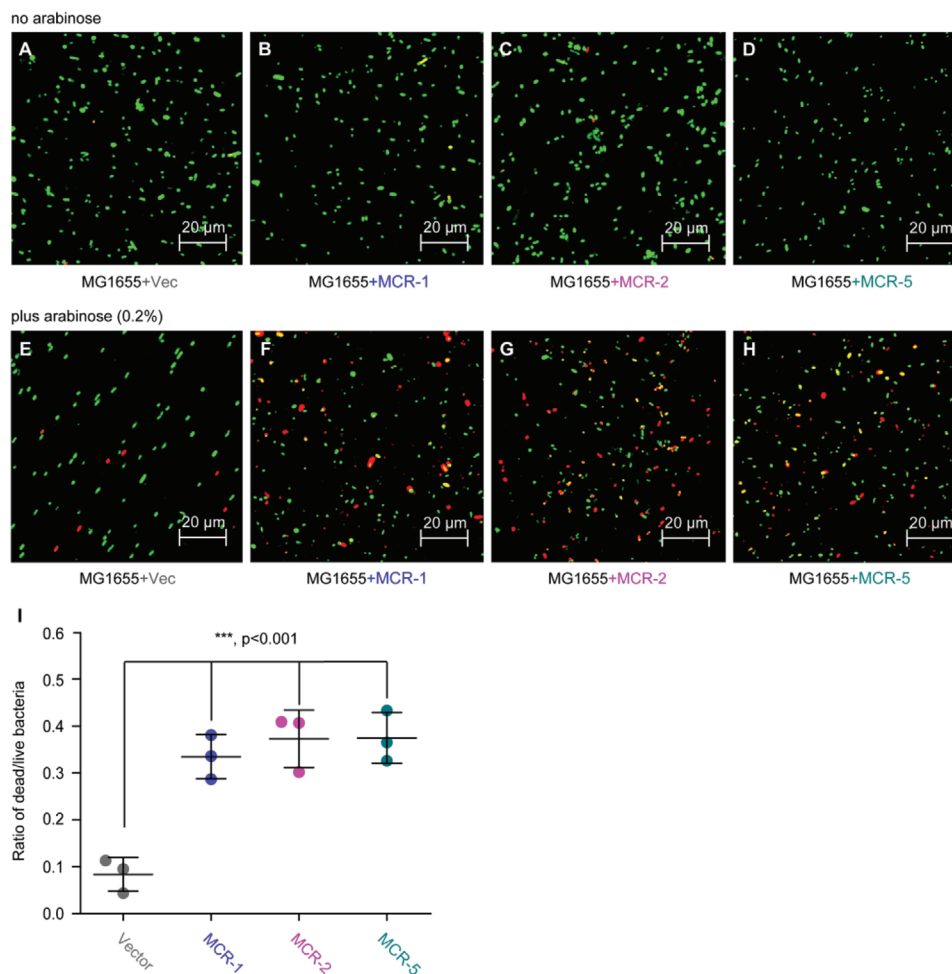 no arabinose
A B C D
20 μm 20 μm 20 μm 20 μm
MG1655+Vec MG1655+MCR-1 MG1655+MCR-2 MG1655+MCR-5
plus arabinose (0.2%)
E F G H
20 μm 20 μm 20 μm 20 μm
MG1655+Vec MG1655+MCR-1 MG1655+MCR-2 MG1655+MCR-5
I
***, p<0.001
Ratio of dead/live bacteria
0.6
0.5
0.4
0.3
0.2
0.1
0.0
Vector MCR-1 MCR-2 MCR-5